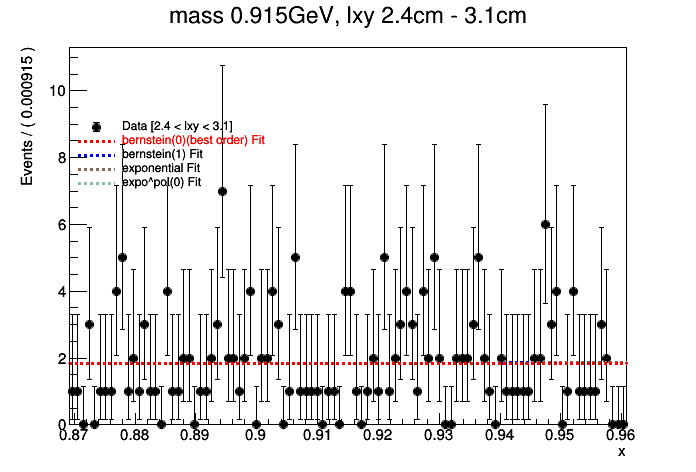 mass 0.915GeV, lxy 2.4cm - 3.1cm
Events / ( 0.000915 )
10
8
6
4
2
0
Data [2.4 < lxy < 3.1]
bernstein(0)(best order) Fit
bernstein(1) Fit
exponential Fit
expo^pol(0) Fit
0.87 0.88 0.89 0.9 0.91 0.92 0.93 0.94 0.95 0.96
x